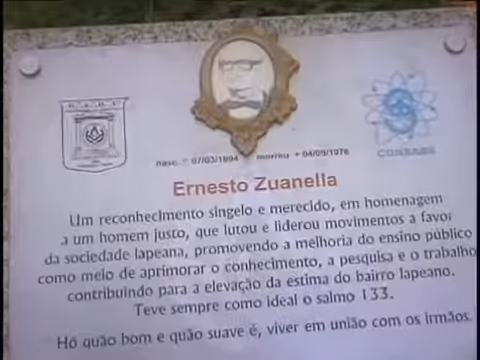 nasc. = 07/03/1894 morreu + 04/09/1976
Ernesto Zuanella
Um reconhecimento singelo e merecido, em homenagem
a um homem justo, que lutou e liderou movimentos a favor
da sociedade lapeana, promovendo a melhoria do ensino público
como meio de aprimorar o conhecimento, a pesquisa e o trabalho
contribuindo para a elevação da estima do bairro lapeano.
Teve sempre como ideal o salmo 133.
Hó quão bom e quão suave é, viver em união com os irmãos.